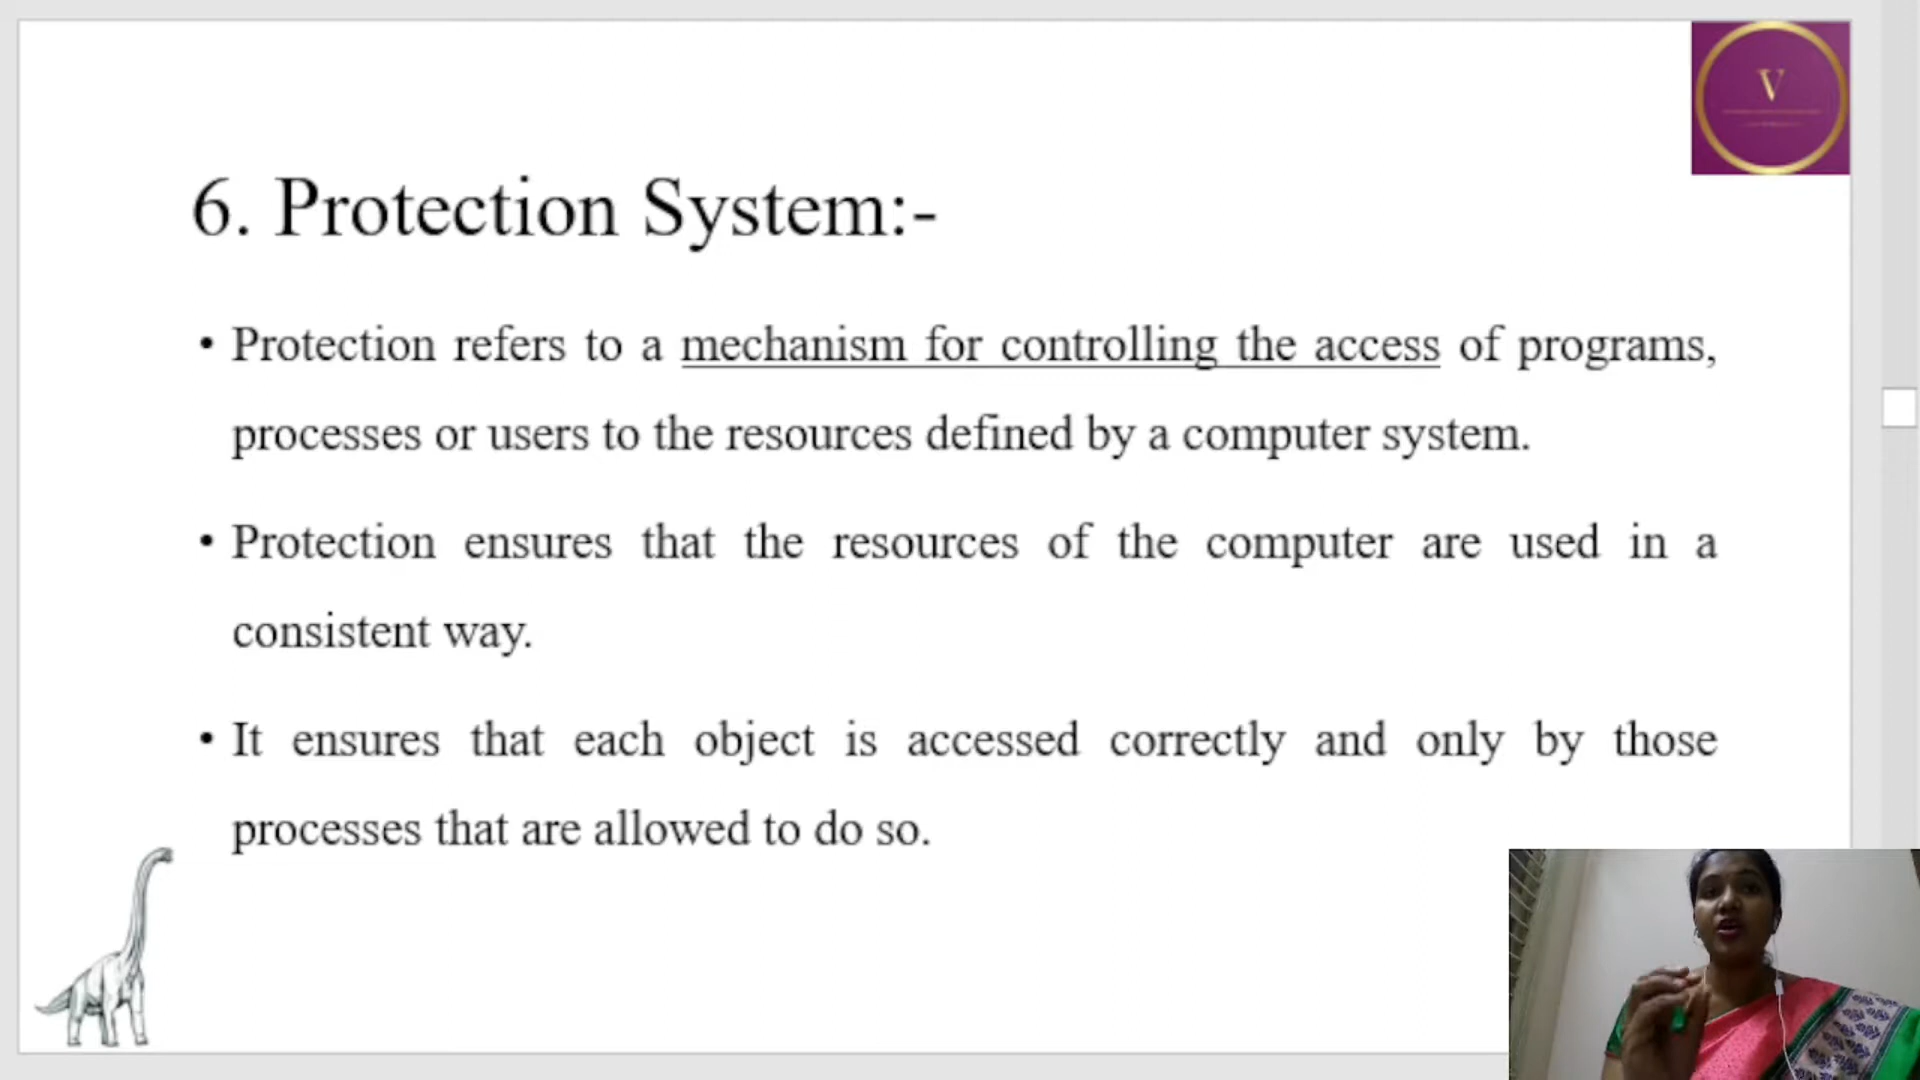 V
6. Protection System:-
• Protection refers to a mechanism for controlling the access of programs,
processes or users to the resources defined by a computer system.
• Protection ensures that the resources of the computer are used in a
consistent way.
• It ensures that each object is accessed correctly and only by those
processes that are allowed to do so.